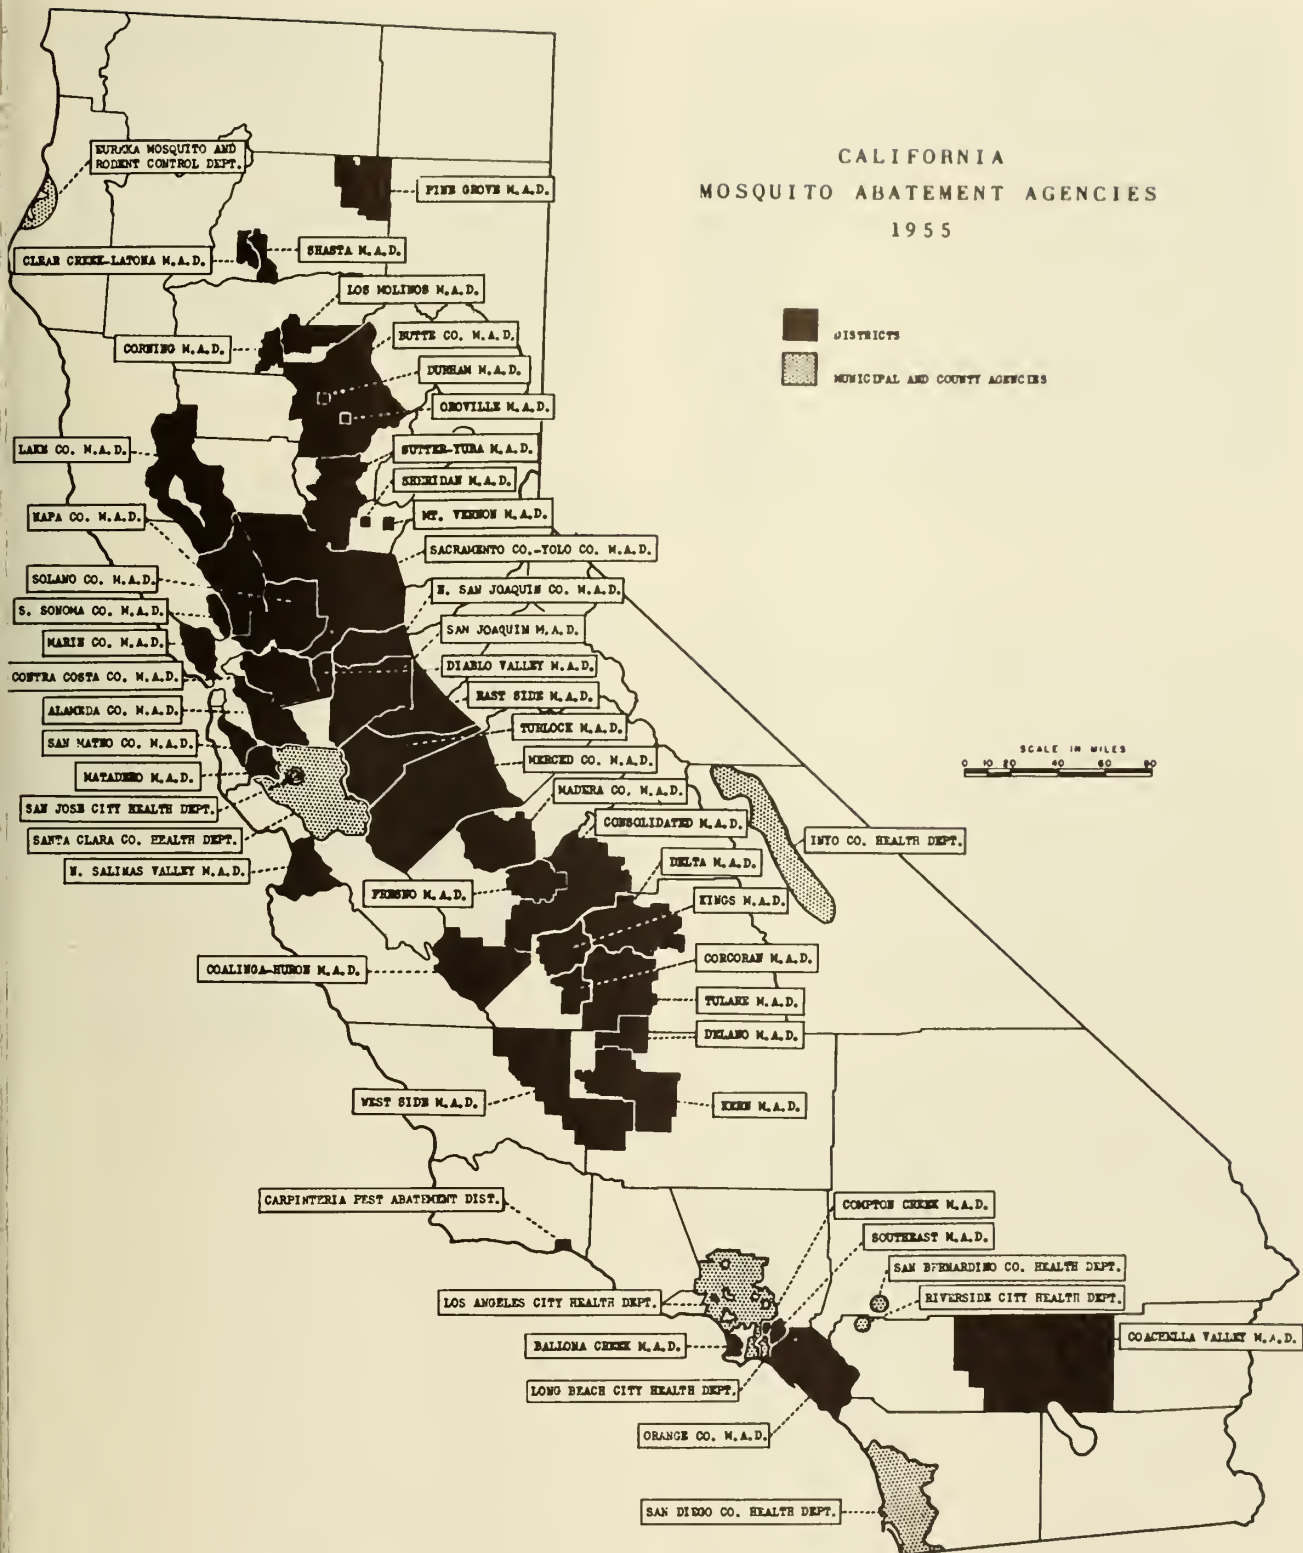 CALIFORNIA
MOSQUITO ABATEMENT AGENCIES
1955
DISTRICTS
MUNICIPAL AND COUNTY AGENCIES
SCALE IN MILES
0 10 20 40 60 80
EUREKA MOSQUITO AND
RODENT CONTROL DEPT.
PINE GROVE M.A.D.
SHASTA M.A.D.
CLEAR CREEK-LATONA M.A.D.
LOS MOLINOS M.A.D.
CORNING M.A.D.
BUTTE CO. M.A.D.
DURHAM M.A.D.
OROVILLE M.A.D.
LAKE CO. M.A.D.
SUTTER-YUBA M.A.D.
SHERIDAN M.A.D.
NAPA CO. M.A.D.
MT. VERNON M.A.D.
SACRAMENTO CO.-YOLO CO. M.A.D.
SOLANO CO. M.A.D.
N. SAN JOAQUIN CO. M.A.D.
S. SONOMA CO. M.A.D.
SAN JOAQUIN M.A.D.
MARIN CO. M.A.D.
DIABLO VALLEY M.A.D.
CONTRA COSTA CO. M.A.D.
EAST SIDE M.A.D.
ALAMEDA CO. M.A.D.
TURLOCK M.A.D.
SAN MATEO CO. M.A.D.
MERCED CO. M.A.D.
MATADERO M.A.D.
MADERA CO. M.A.D.
SAN JOSE CITY HEALTH DEPT.
CONSOLIDATED M.A.D.
SANTA CLARA CO. HEALTH DEPT.
INYO CO. HEALTH DEPT.
DELTA M.A.D.
N. SALINAS VALLEY M.A.D.
FRESNO M.A.D.
KINGS M.A.D.
CORCORAN M.A.D.
COALINGA-HURON M.A.D.
TULARE M.A.D.
DELANO M.A.D.
WEST SIDE M.A.D.
KERN M.A.D.
CARPINTERIA PEST ABATEMENT DIST.
COMPTON CREEK M.A.D.
SOUTHEAST M.A.D.
SAN BERNARDINO CO. HEALTH DEPT.
RIVERSIDE CITY HEALTH DEPT.
LOS ANGELES CITY HEALTH DEPT.
COACHELLA VALLEY M.A.D.
BALLONA CREEK M.A.D.
LONG BEACH CITY HEALTH DEPT.
ORANGE CO. M.A.D.
SAN DIEGO CO. HEALTH DEPT.